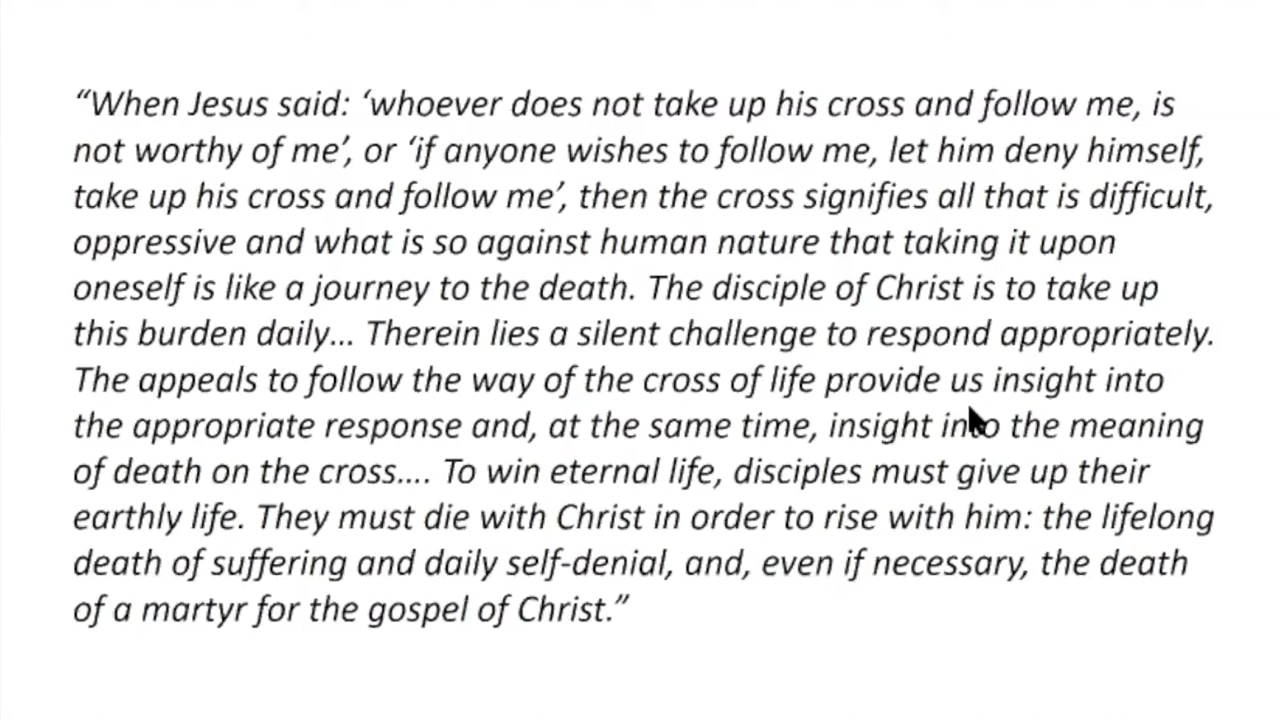 “When Jesus said: ‘whoever does not take up his cross and follow me, is
not worthy of me’, or ‘if anyone wishes to follow me, let him deny himself,
take up his cross and follow me’, then the cross signifies all that is difficult,
oppressive and what is so against human nature that taking it upon
oneself is like a journey to the death. The disciple of Christ is to take up
this burden daily... Therein lies a silent challenge to respond appropriately.
The appeals to follow the way of the cross of life provide us insight into
the appropriate response and, at the same time, insight into the meaning
of death on the cross.... To win eternal life, disciples must give up their
earthly life. They must die with Christ in order to rise with him: the lifelong
death of suffering and daily self-denial, and, even if necessary, the death
of a martyr for the gospel of Christ.”